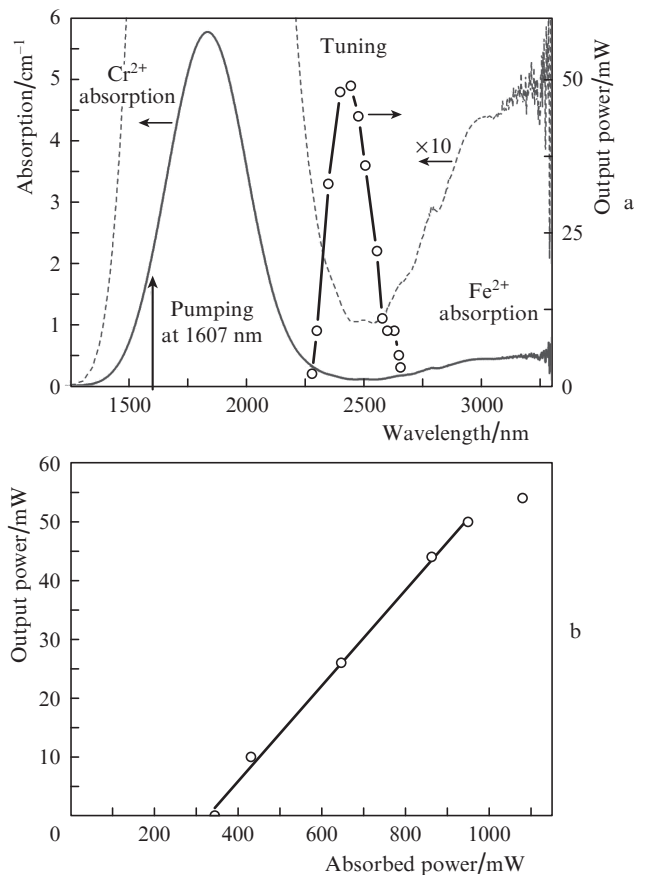 6
5
4
3
2
1
0
Absorption/cm⁻¹
Cr²⁺
absorption
Tuning
×10
Pumping
at 1607 nm
Fe²⁺
absorption
50
25
0
Output power/mW
a
1500
2000
2500
3000
Wavelength/nm
60
50
40
30
20
10
0
Output power/mW
b
200
400
600
800
1000
Absorbed power/mW